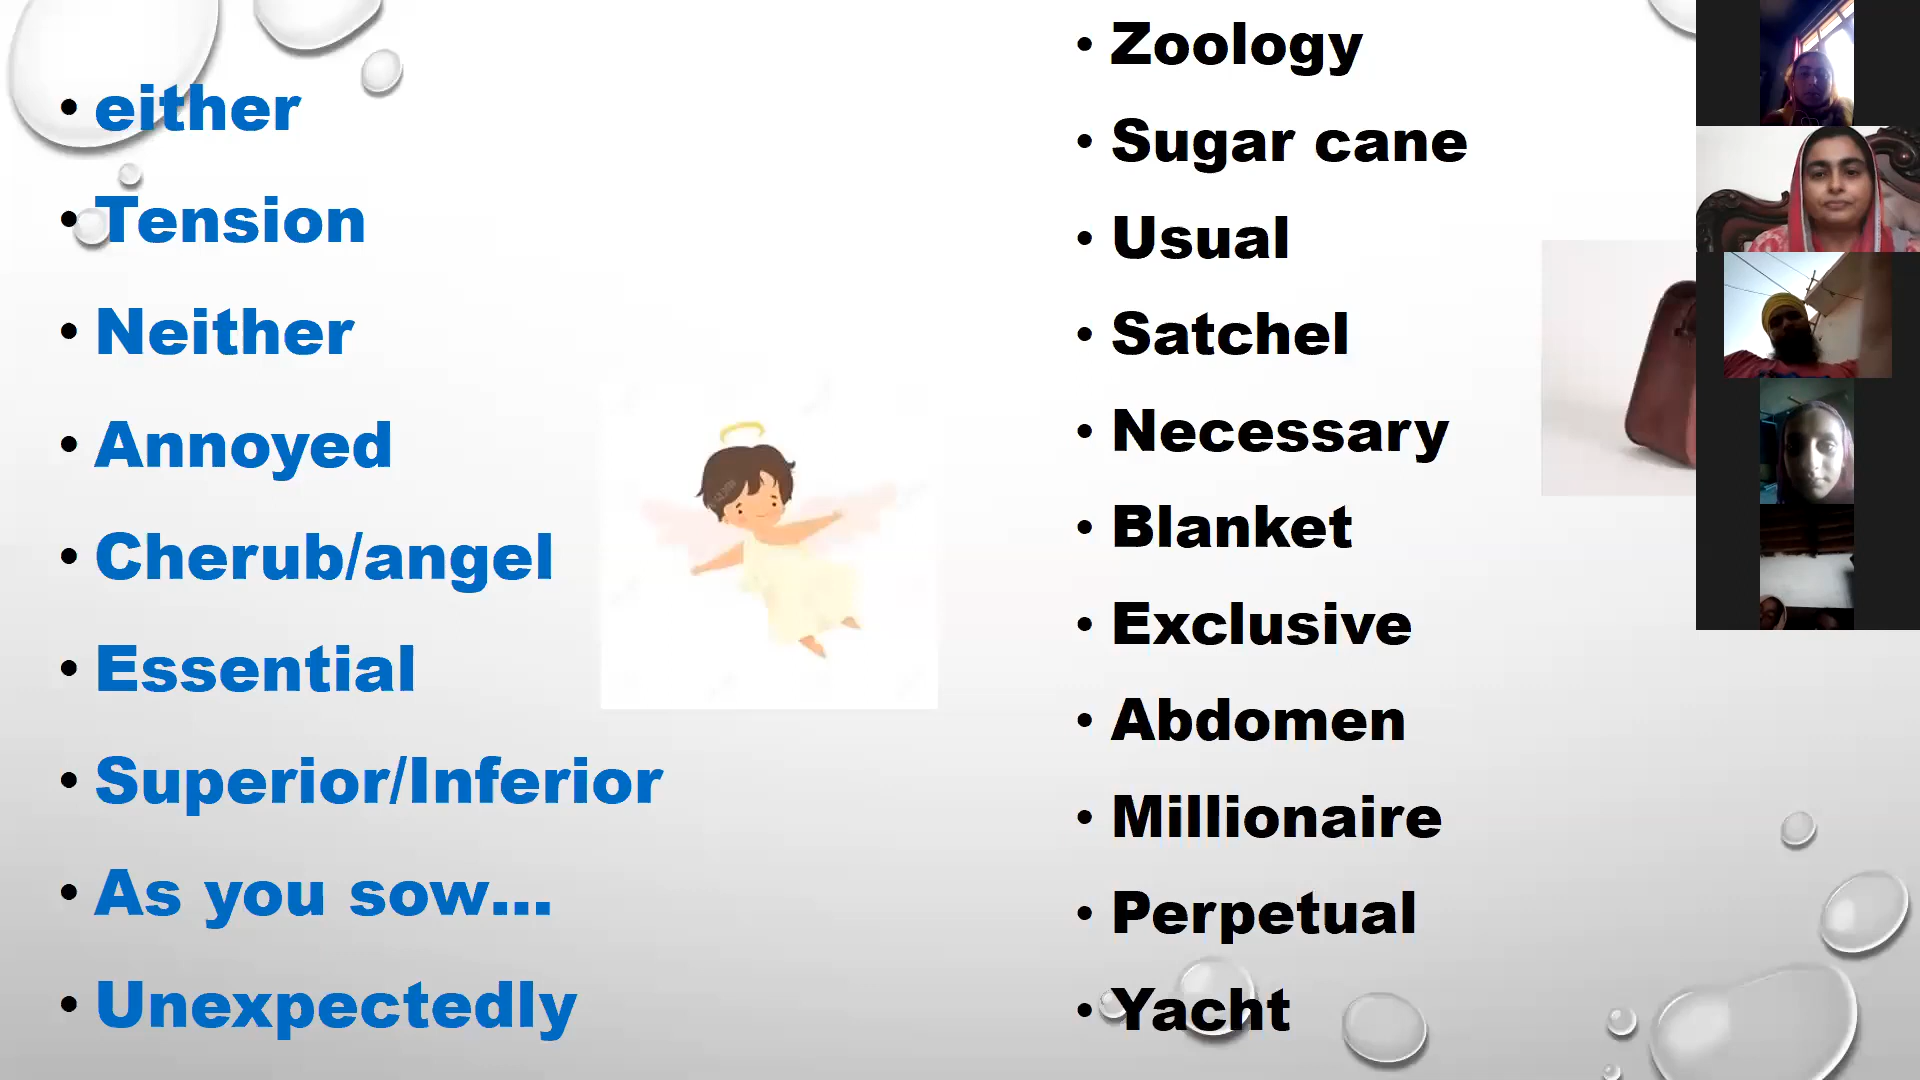 • either
• Tension
• Neither
• Annoyed
• Cherub/angel
• Essential
• Superior/Inferior
• As you sow...
• Unexpectedly
• Zoology
• Sugar cane
• Usual
• Satchel
• Necessary
• Blanket
• Exclusive
• Abdomen
• Millionaire
• Perpetual
• Yacht